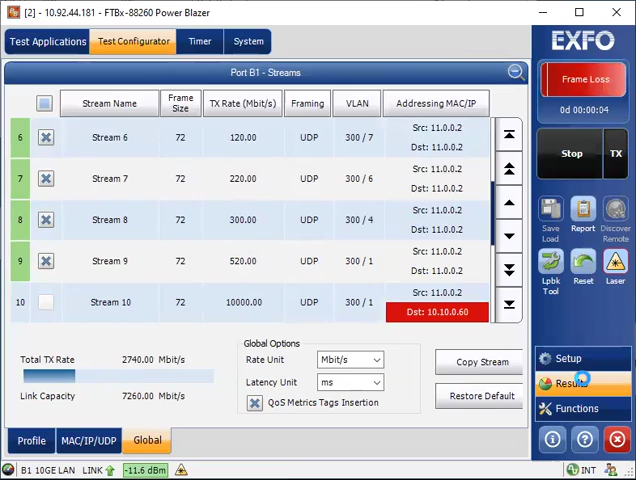 [2] - 10.92.44.181 - FTBx-88260 Power Blazer
Test Applications
Test Configurator
Timer
System
EXFO
Port B1 - Streams
Frame Loss
0d 00:00:04
Stream Name
Frame
Size
TX Rate (Mbit/s)
Framing
VLAN
Addressing MAC/IP
6 Stream 6 72 120.00 UDP 300 / 7
Src: 11.0.0.2
Dst: 11.0.0.2
7 Stream 7 72 220.00 UDP 300 / 6
Src: 11.0.0.2
Dst: 11.0.0.2
8 Stream 8 72 300.00 UDP 300 / 4
Src: 11.0.0.2
Dst: 11.0.0.2
9 Stream 9 520.00 72 UDP 300 / 1
Src: 11.0.0.2
Dst: 11.0.0.2
10 Stream 10 72 10000.00 UDP 300 / 1
Src: 11.0.0.2
Dst: 10.10.0.60
Stop
TX
Save
Load
Report
Discover
Remote
Lpbk
Tool
Reset
Laser
Total TX Rate 2740.00 Mbit/s
Link Capacity 7260.00 Mbit/s
Global Options
Rate Unit Mbit/s
Latency Unit ms
QoS Metrics Tags Insertion
Copy Stream
Restore Default
Setup
Results
Functions
Profile
MAC/IP/UDP
Global
B1 10GE LAN LINK -11.6 dBm
INT